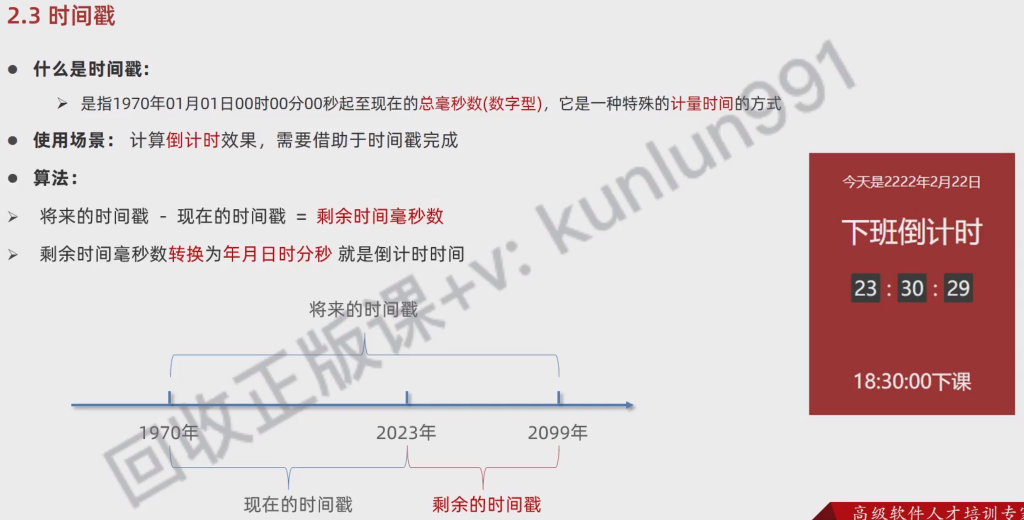 2.3 时间戳
● 什么是时间戳：
➢ 是指1970年01月01日00时00分00秒起至现在的总毫秒数(数字型)，它是一种特殊的计量时间的方式
● 使用场景： 计算倒计时效果，需要借助于时间戳完成
● 算法：
➢ 将来的时间戳 - 现在的时间戳 = 剩余时间毫秒数
➢ 剩余时间毫秒数转换为年月日时分秒 就是倒计时时间
将来的时间戳
1970年 2023年 2099年
现在的时间戳 剩余的时间戳
今天是2222年2月22日
下班倒计时
23 : 30 : 29
18:30:00下课
回收正版课+v: kunlun991
高级软件人才培训专家